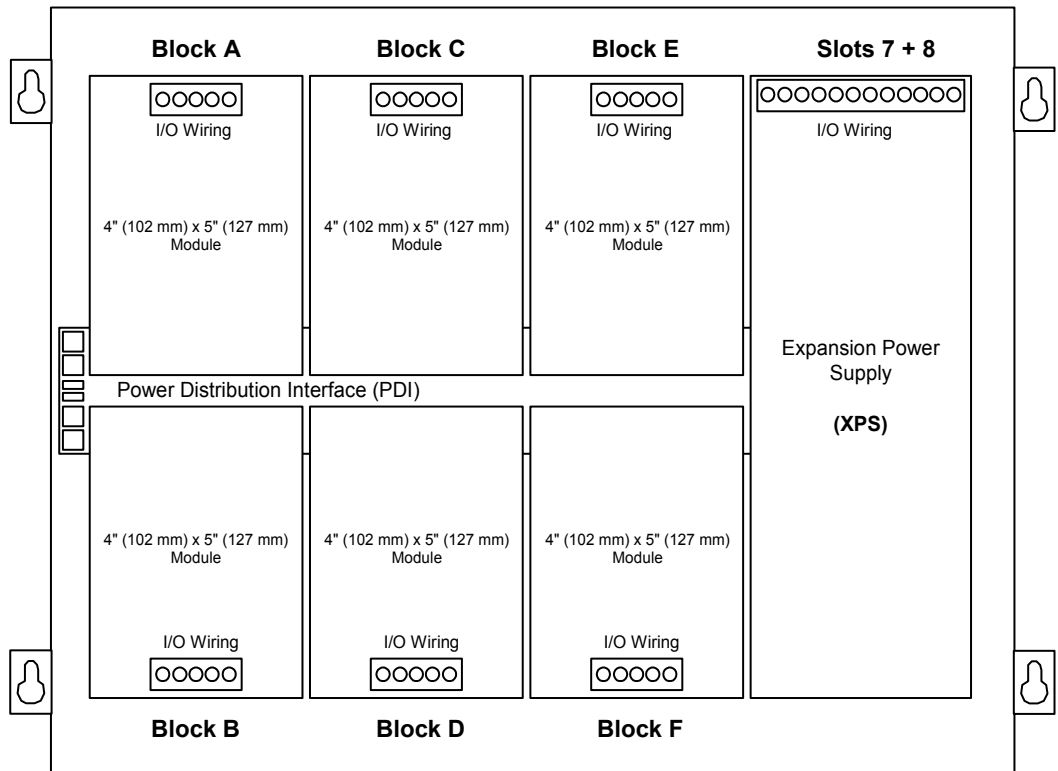 Block A
Block C
Block E
Slots 7 + 8
I/O Wiring
I/O Wiring
I/O Wiring
I/O Wiring
4" (102 mm) x 5" (127 mm)
Module
4" (102 mm) x 5" (127 mm)
Module
4" (102 mm) x 5" (127 mm)
Module
Expansion Power
Supply
(XPS)
Power Distribution Interface (PDI)
4" (102 mm) x 5" (127 mm)
Module
4" (102 mm) x 5" (127 mm)
Module
4" (102 mm) x 5" (127 mm)
Module
I/O Wiring
I/O Wiring
I/O Wiring
Block B
Block D
Block F